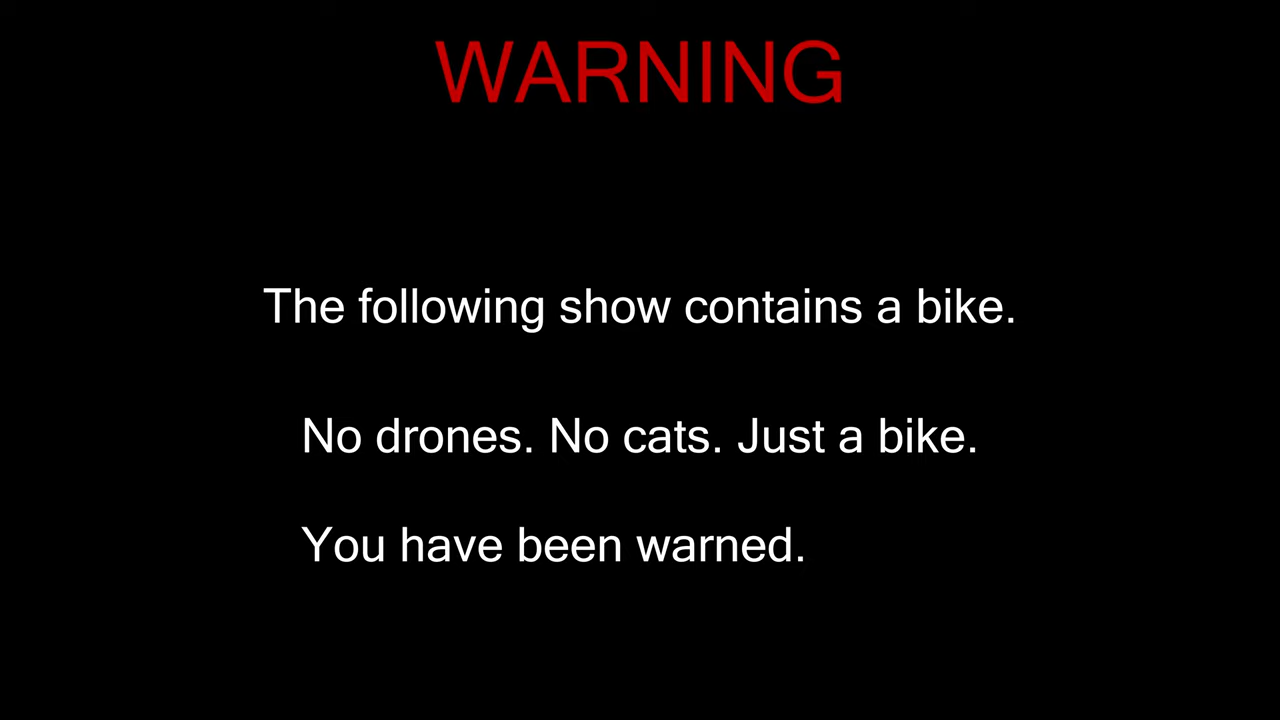 WARNING
The following show contains a bike.
No drones. No cats. Just a bike.
You have been warned.